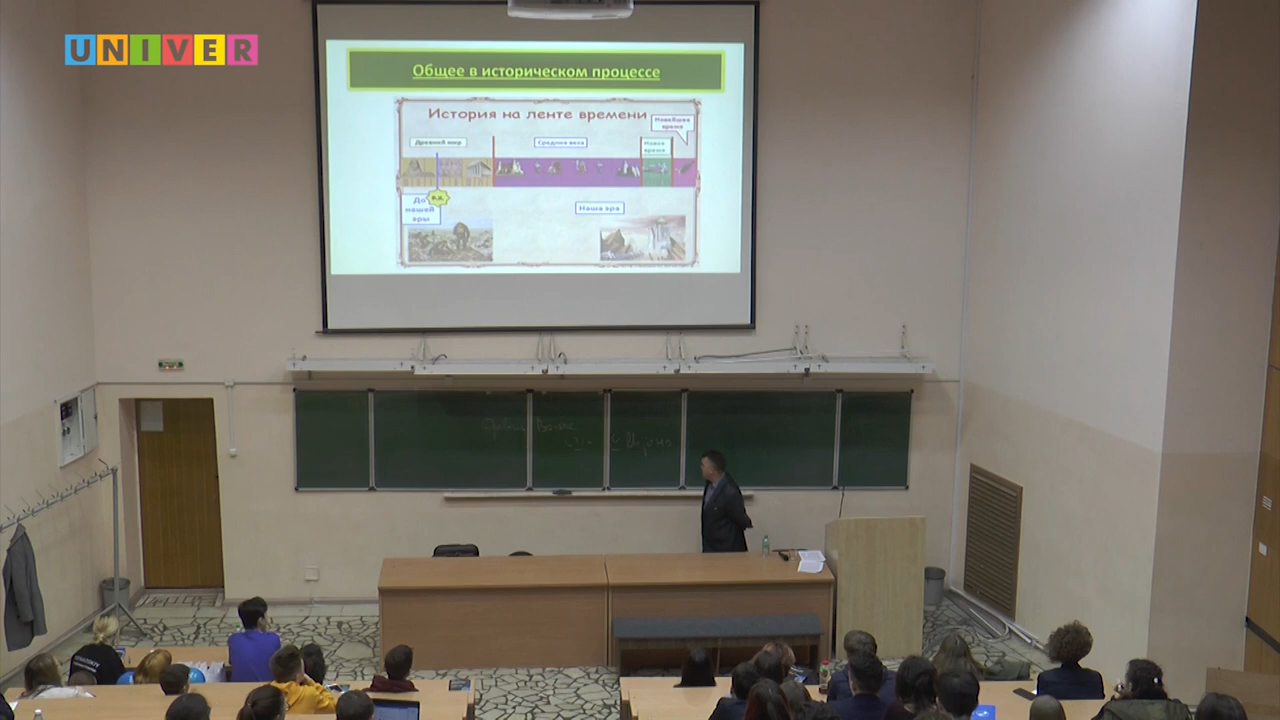 UNIVER
Общее в историческом процессе
История на ленте времени
Новейшее
время
Древний мир
Средние века
Новое
время
До
нашей
эры
Наша эра